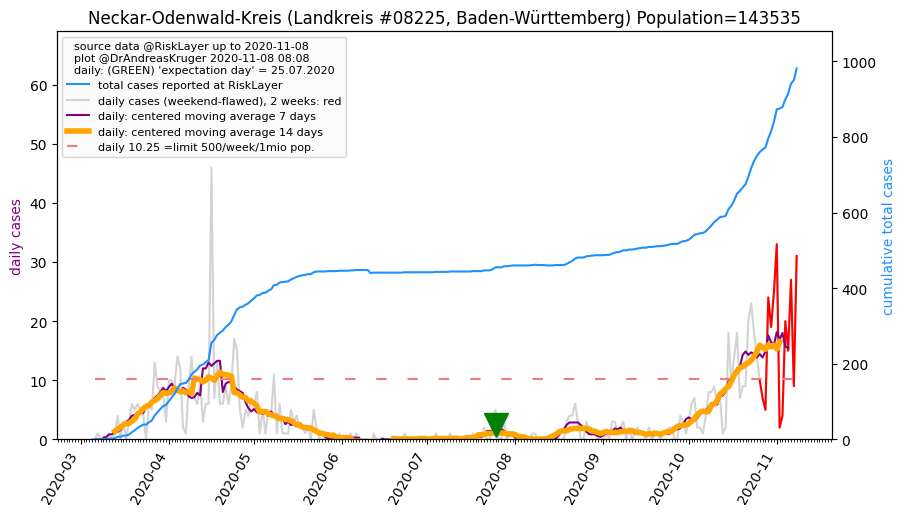 Neckar-Odenwald-Kreis (Landkreis #08225, Baden-Württemberg) Population=143535
source data @RiskLayer up to 2020-11-08
plot @DrAndreasKruger 2020-11-08 08:08
daily: (GREEN) 'expectation day' = 25.07.2020
total cases reported at RiskLayer
daily cases (weekend-flawed), 2 weeks: red
daily: centered moving average 7 days
daily: centered moving average 14 days
daily 10.25 =limit 500/week/1mio pop.
daily cases
60
50
40
30
20
10
0
cumulative total cases
1000
800
600
400
200
0
2020-03
2020-04
2020-05
2020-06
2020-07
2020-08
2020-09
2020-10
2020-11